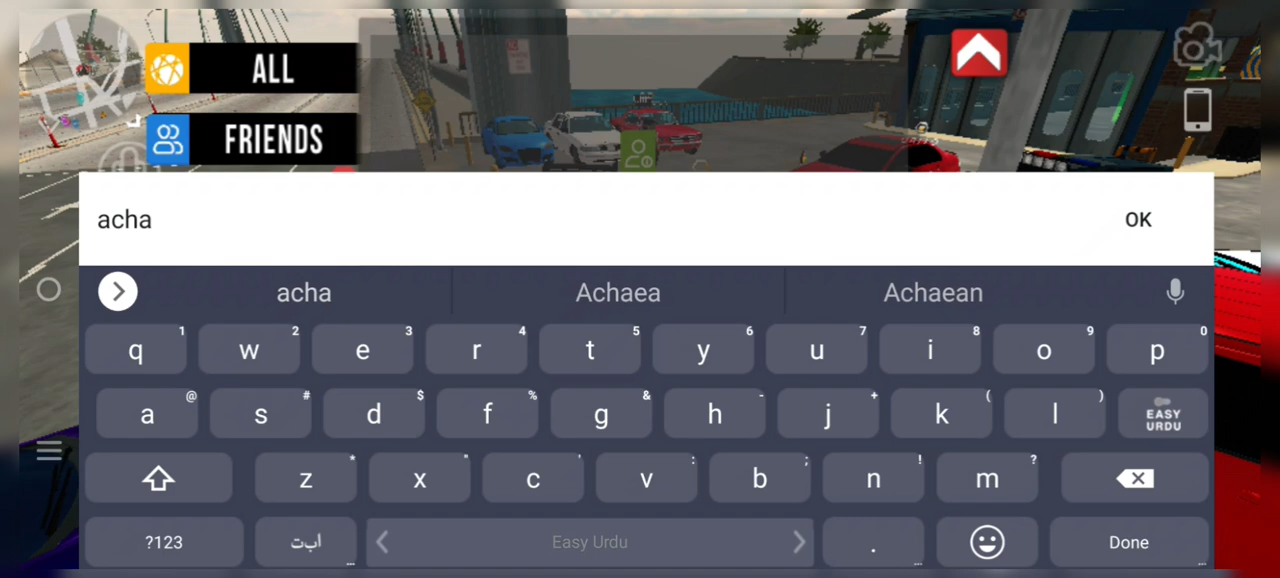 ALL
FRIENDS
acha
OK
acha Achaea Achaean
1 2 3 4 5 6 7 8 9 0
q w e r t y u i o p
@ # $ % & - + ( )
a s d f g h j k l EASY URDU
* " ' : ; ! ?
z x c v b n m
?123 اب‌ت Easy Urdu . Done